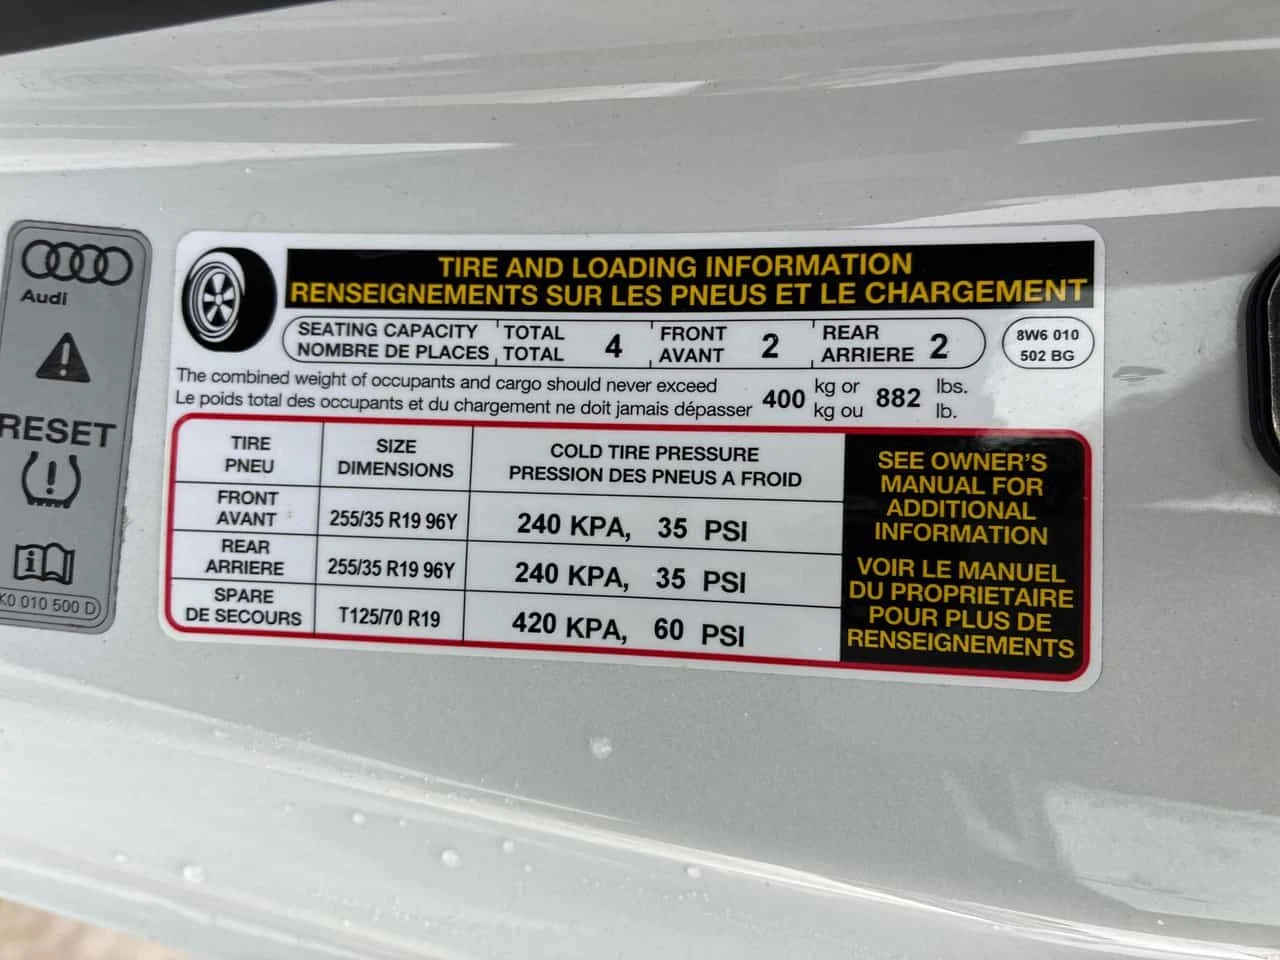 Audi
RESET
K0 010 500 D
TIRE AND LOADING INFORMATION
RENSEIGNEMENTS SUR LES PNEUS ET LE CHARGEMENT
SEATING CAPACITY TOTAL 4 FRONT 2 REAR 2
NOMBRE DE PLACES TOTAL AVANT ARRIERE
8W6 010
502 BG
The combined weight of occupants and cargo should never exceed 400 kg or 882 lbs.
Le poids total des occupants et du chargement ne doit jamais dépasser kg ou lb.
TIRE SIZE COLD TIRE PRESSURE
PNEU DIMENSIONS PRESSION DES PNEUS A FROID
FRONT
AVANT 255/35 R19 96Y 240 KPA, 35 PSI
REAR
ARRIERE 255/35 R19 96Y 240 KPA, 35 PSI
SPARE
DE SECOURS T125/70 R19 420 KPA, 60 PSI
SEE OWNER'S
MANUAL FOR
ADDITIONAL
INFORMATION
VOIR LE MANUEL
DU PROPRIETAIRE
POUR PLUS DE
RENSEIGNEMENTS